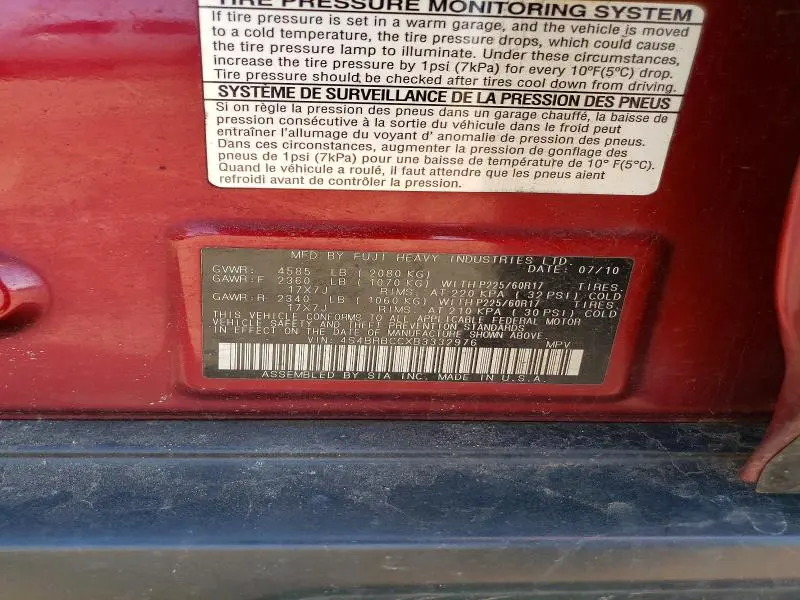 TIRE PRESSURE MONITORING SYSTEM
If tire pressure is set in a warm garage, and the vehicle is moved
to a cold temperature, the tire pressure drops, which could cause
the tire pressure lamp to illuminate. Under these circumstances,
increase the tire pressure by 1psi (7kPa) for every 10°F(5°C) drop.
Tire pressure should be checked after tires cool down from driving.
SYSTÈME DE SURVEILLANCE DE LA PRESSION DES PNEUS
Si on règle la pression des pneus dans un garage chauffé, la baisse de
pression consécutive à la sortie du véhicule dans le froid peut
entraîner l'allumage du voyant d' anomalie de pression des pneus.
Dans ces circonstances, augmenter la pression de gonflage des
pneus de 1psi (7kPa) pour une baisse de température de 10° F(5°C).
Quand le véhicule a roulé, il faut attendre que les pneus aient
refroidi avant de contrôler la pression.
MFD BY FUJI HEAVY INDUSTRIES LTD.
GVWR: 4585 LB ( 2080 KG) DATE: 07/10
GAWR:F 2360 LB ( 1070 KG) WITH P225/60R17 TIRES.
17X7J RIMS, AT 220 KPA ( 32 PSI) COLD
GAWR:R 2340 LB ( 1060 KG) WITH P225/60R17 TIRES.
17X7J RIMS, AT 210 KPA ( 30 PSI) COLD
THIS VEHICLE CONFORMS TO ALL APPLICABLE FEDERAL MOTOR
VEHICLE SAFETY AND THEFT PREVENTION STANDARDS
IN EFFECT ON THE DATE OF MANUFACTURE SHOWN ABOVE
VIN: 4S4BRBCCXB3332976 MPV
ASSEMBLED BY SIA INC. MADE IN U.S.A.